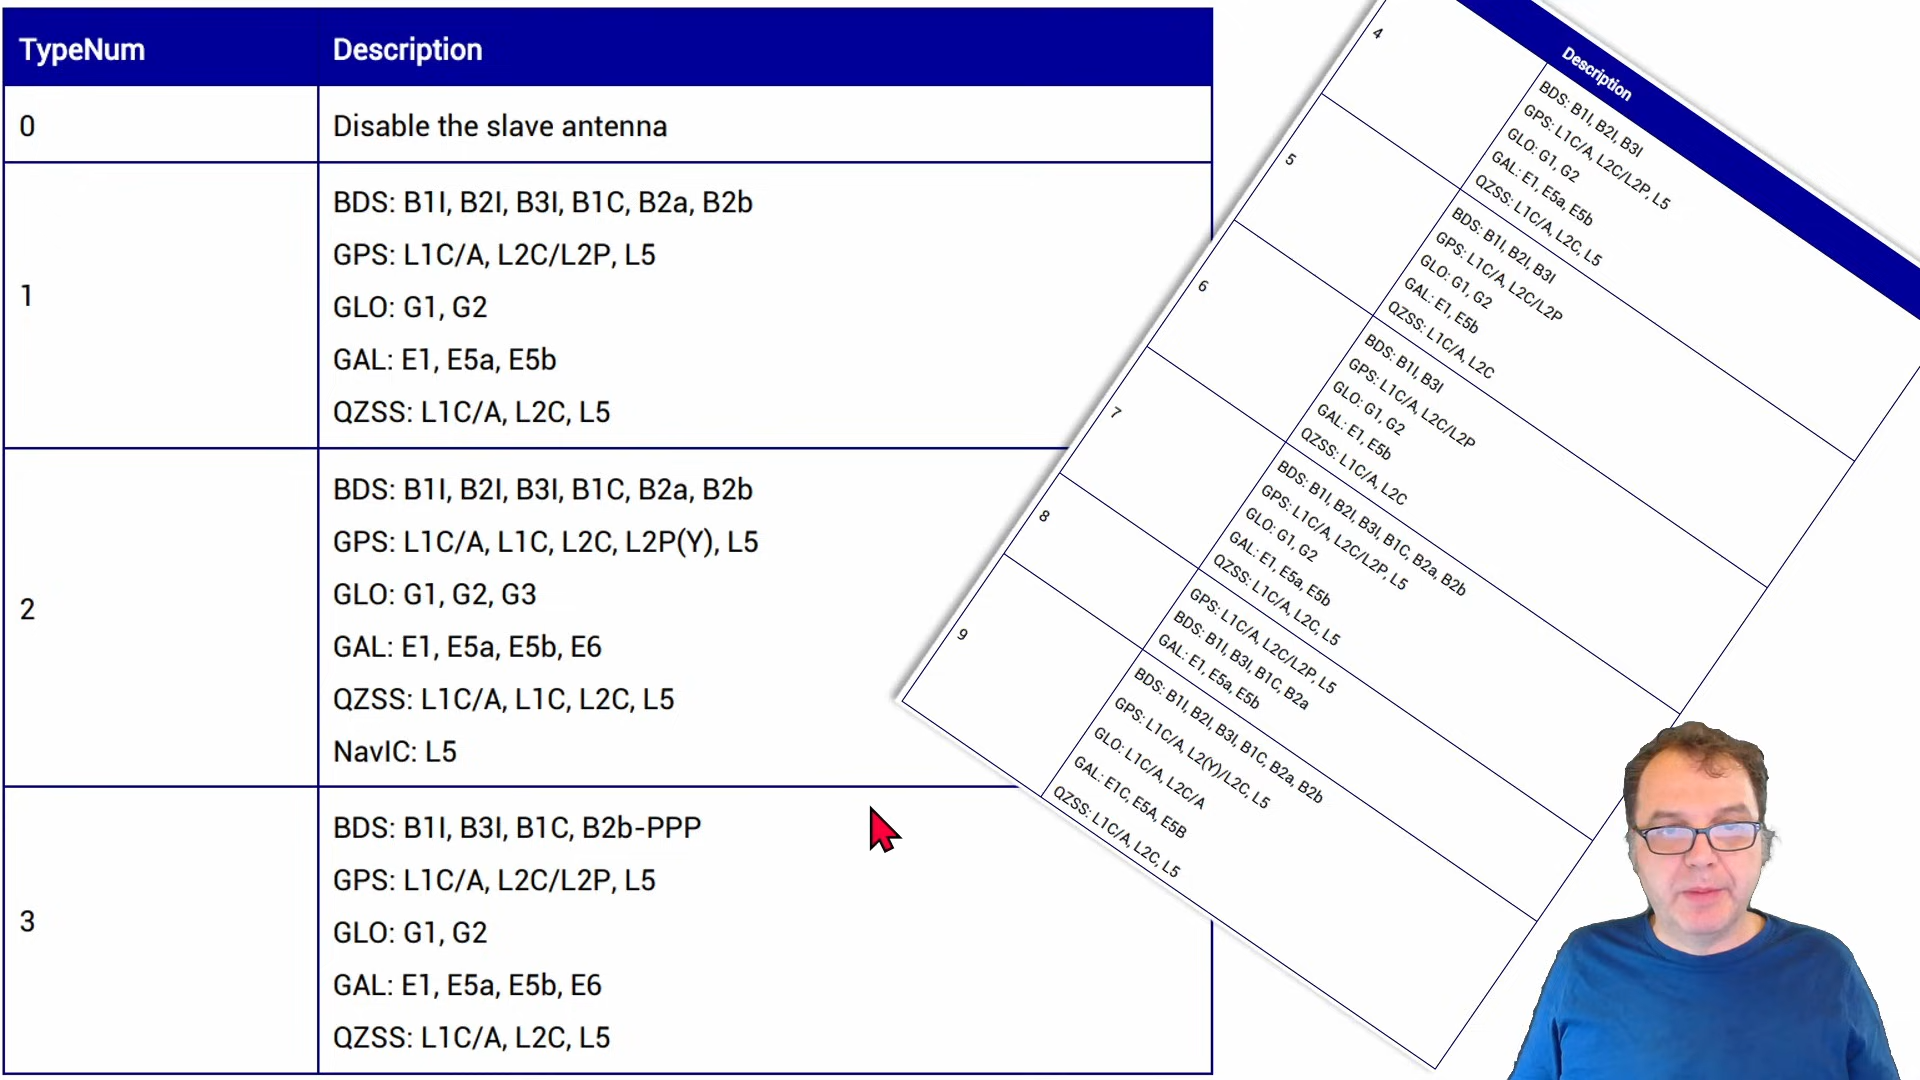 TypeNum Description
0 Disable the slave antenna
1
BDS: B1I, B2I, B3I, B1C, B2a, B2b
GPS: L1C/A, L2C/L2P, L5
GLO: G1, G2
GAL: E1, E5a, E5b
QZSS: L1C/A, L2C, L5
2
BDS: B1I, B2I, B3I, B1C, B2a, B2b
GPS: L1C/A, L1C, L2C, L2P(Y), L5
GLO: G1, G2, G3
GAL: E1, E5a, E5b, E6
QZSS: L1C/A, L1C, L2C, L5
NavIC: L5
3
BDS: B1I, B3I, B1C, B2b-PPP
GPS: L1C/A, L2C/L2P, L5
GLO: G1, G2
GAL: E1, E5a, E5b, E6
QZSS: L1C/A, L2C, L5
Description
4
BDS: B1I, B2I, B3I
GPS: L1C/A, L2C/L2P, L5
GLO: G1, G2
GAL: E1, E5a, E5b
QZSS: L1C/A, L2C, L5
5
BDS: B1I, B2I, B3I
GPS: L1C/A, L2C/L2P
GLO: G1, G2
GAL: E1, E5b
QZSS: L1C/A, L2C
6
BDS: B1I, B3I
GPS: L1C/A, L2C/L2P
GLO: G1, G2
GAL: E1, E5b
QZSS: L1C/A, L2C
7
BDS: B1I, B2I, B3I, B1C, B2a, B2b
GPS: L1C/A, L2C/L2P, L5
GLO: G1, G2
GAL: E1, E5a, E5b
QZSS: L1C/A, L2C, L5
8
GPS: L1C/A, L2C/L2P, L5
BDS: B1I, B3I, B1C, B2a
GAL: E1, E5a, E5b
9
BDS: B1I, B2I, B3I, B1C, B2a, B2b
GPS: L1C/A, L2(Y)/L2C, L5
GLO: L1C/A, L2C/A
GAL: E1C, E5A, E5B
QZSS: L1C/A, L2C, L5